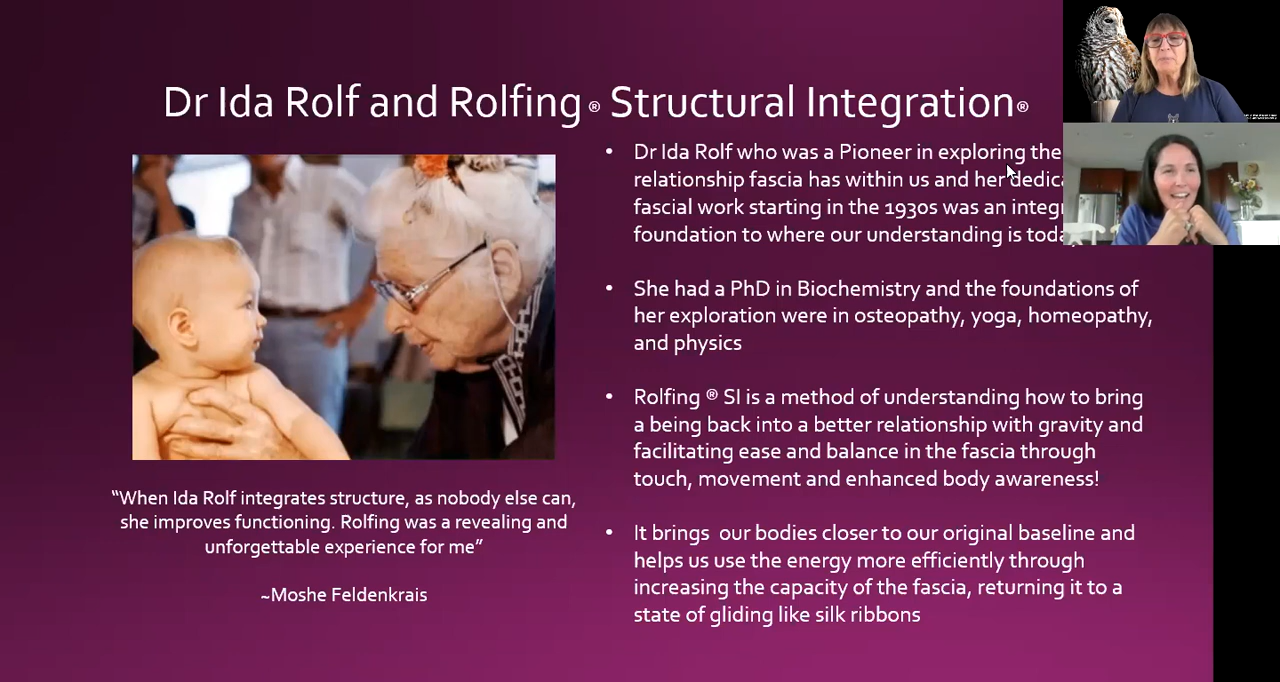 Dr Ida Rolf and Rolfing® Structural Integration®
• Dr Ida Rolf who was a Pioneer in exploring the
relationship fascia has within us and her
fascial work starting in the 1930s was an
foundation to where our understanding is
• She had a PhD in Biochemistry and the foundations of
her exploration were in osteopathy, yoga, homeopathy,
and physics
• Rolfing ® SI is a method of understanding how to bring
a being back into a better relationship with gravity and
facilitating ease and balance in the fascia through
touch, movement and enhanced body awareness!
• It brings our bodies closer to our original baseline and
helps us use the energy more efficiently through
increasing the capacity of the fascia, returning it to a
state of gliding like silk ribbons
“When Ida Rolf integrates structure, as nobody else can,
she improves functioning. Rolfing was a revealing and
unforgettable experience for me”
~Moshe Feldenkrais